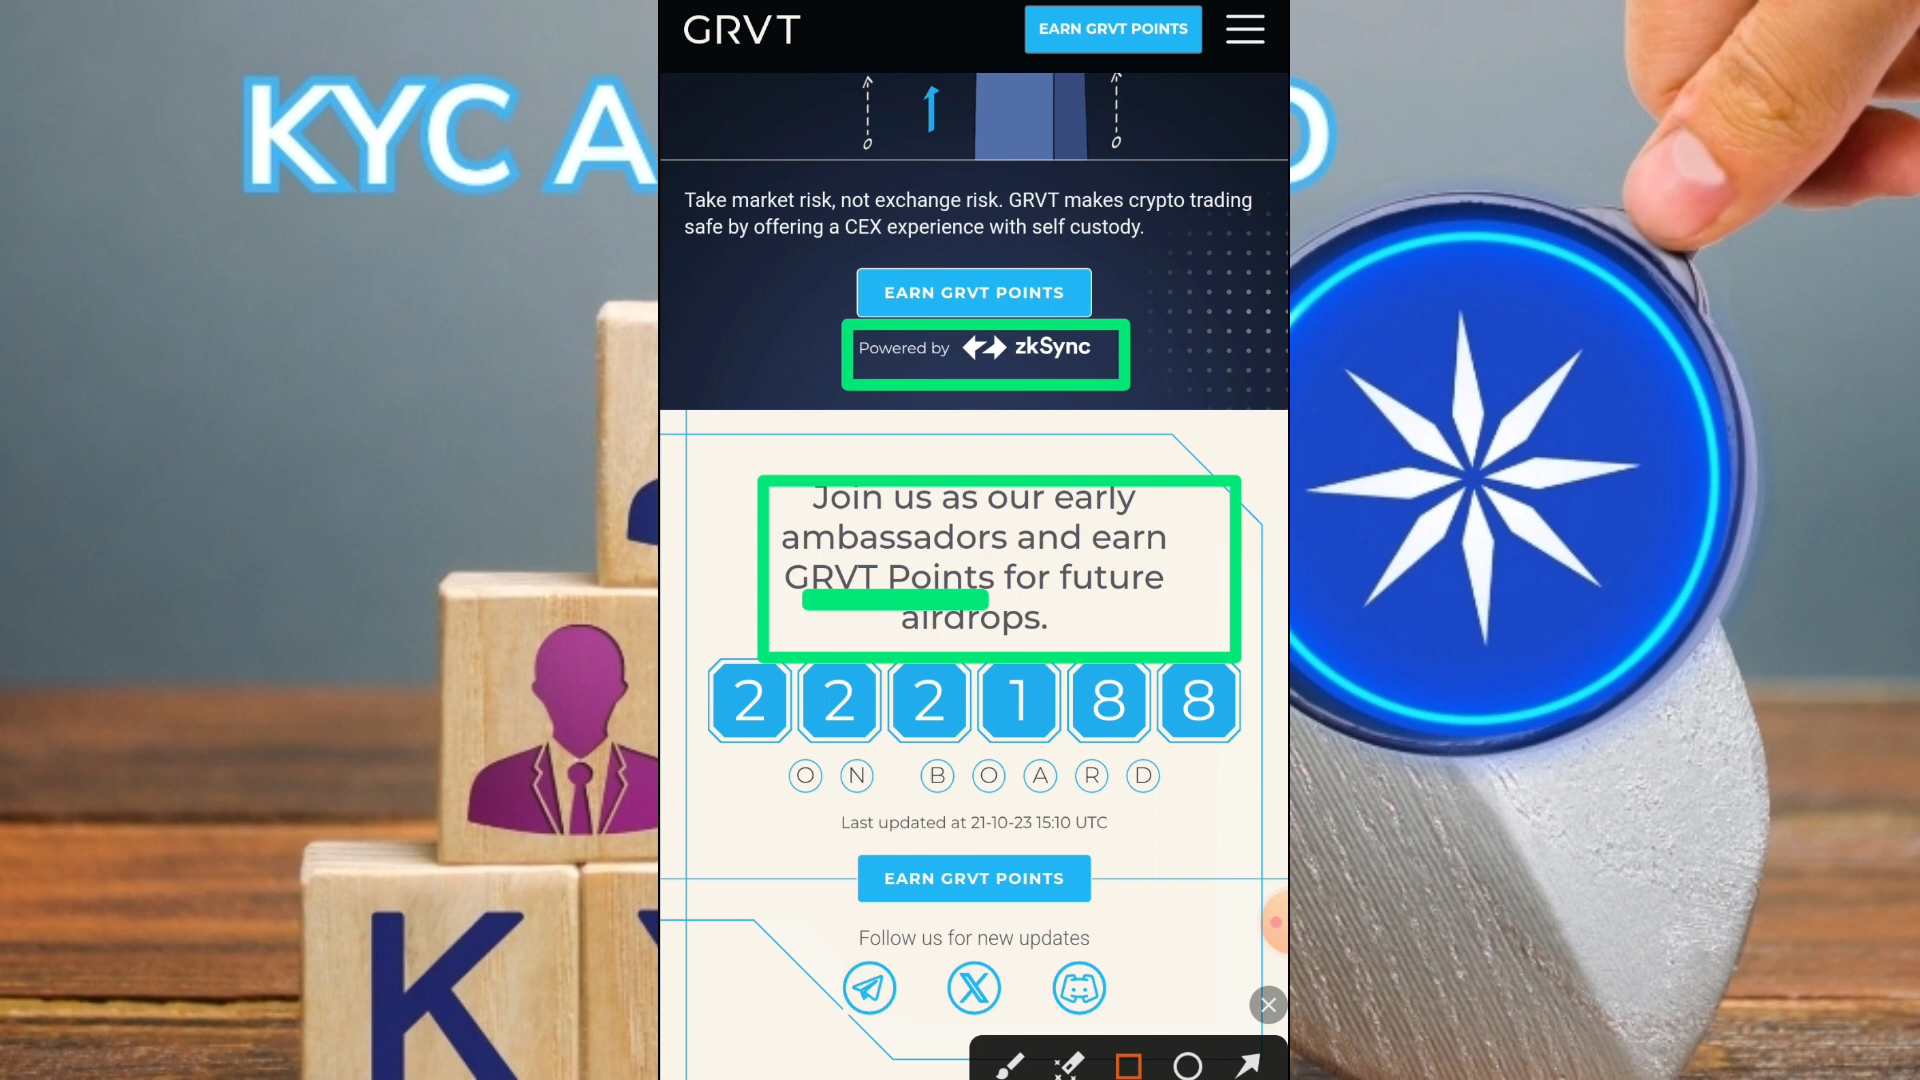 GRVT
EARN GRVT POINTS
KYC A
Take market risk, not exchange risk. GRVT makes crypto trading
safe by offering a CEX experience with self custody.
EARN GRVT POINTS
Powered by zkSync
Join us as our early
ambassadors and earn
GRVT Points for future
airdrops.
2 2 2 1 8 8
O N B O A R D
Last updated at 21-10-23 15:10 UTC
EARN GRVT POINTS
Follow us for new updates
K